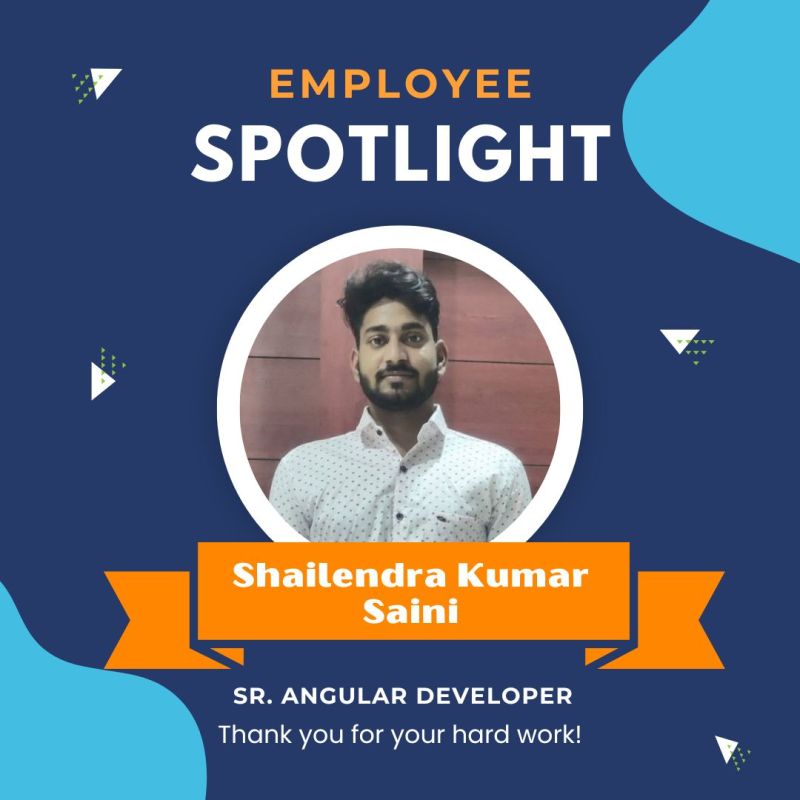 EMPLOYEE
SPOTLIGHT
Shailendra Kumar
Saini
SR. ANGULAR DEVELOPER
Thank you for your hard work!